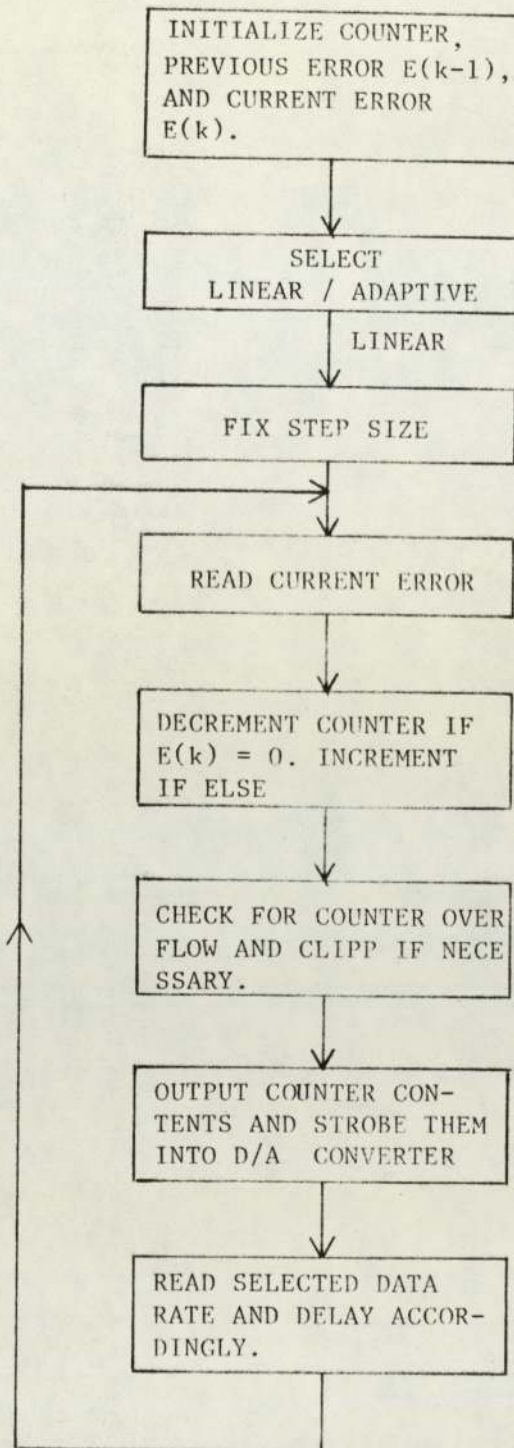 INITIALIZE COUNTER,
PREVIOUS ERROR E(k-1),
AND CURRENT ERROR
E(k).
SELECT
LINEAR / ADAPTIVE
LINEAR
FIX STEP SIZE
READ CURRENT ERROR
DECREMENT COUNTER IF
E(k) = 0. INCREMENT
IF ELSE
CHECK FOR COUNTER OVER
FLOW AND CLIPP IF NECE
SSARY.
OUTPUT COUNTER CON-
TENTS AND STROBE THEM
INTO D/A CONVERTER
READ SELECTED DATA
RATE AND DELAY ACCOR-
DINGLY.